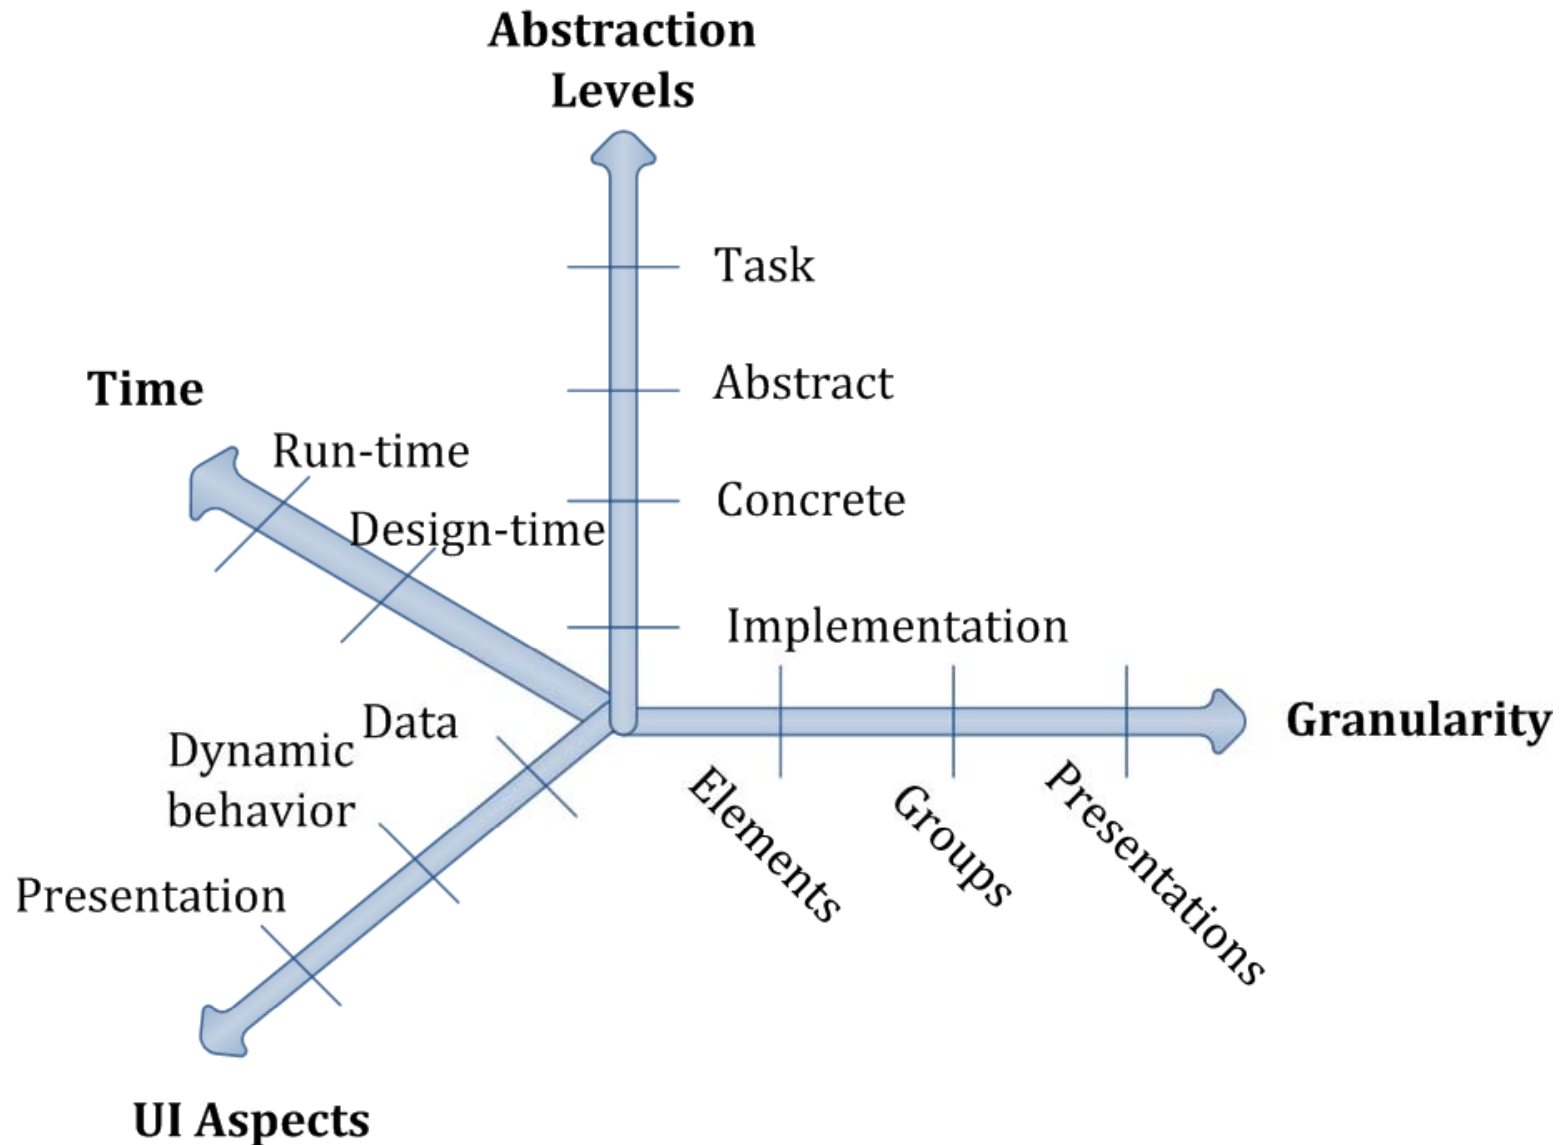 Abstraction
Levels
Task
Time
Abstract
Run-time
Concrete
Design-time
Implementation
Data
Granularity
Dynamic
behavior
Elements
Groups
Presentations
Presentation
UI Aspects